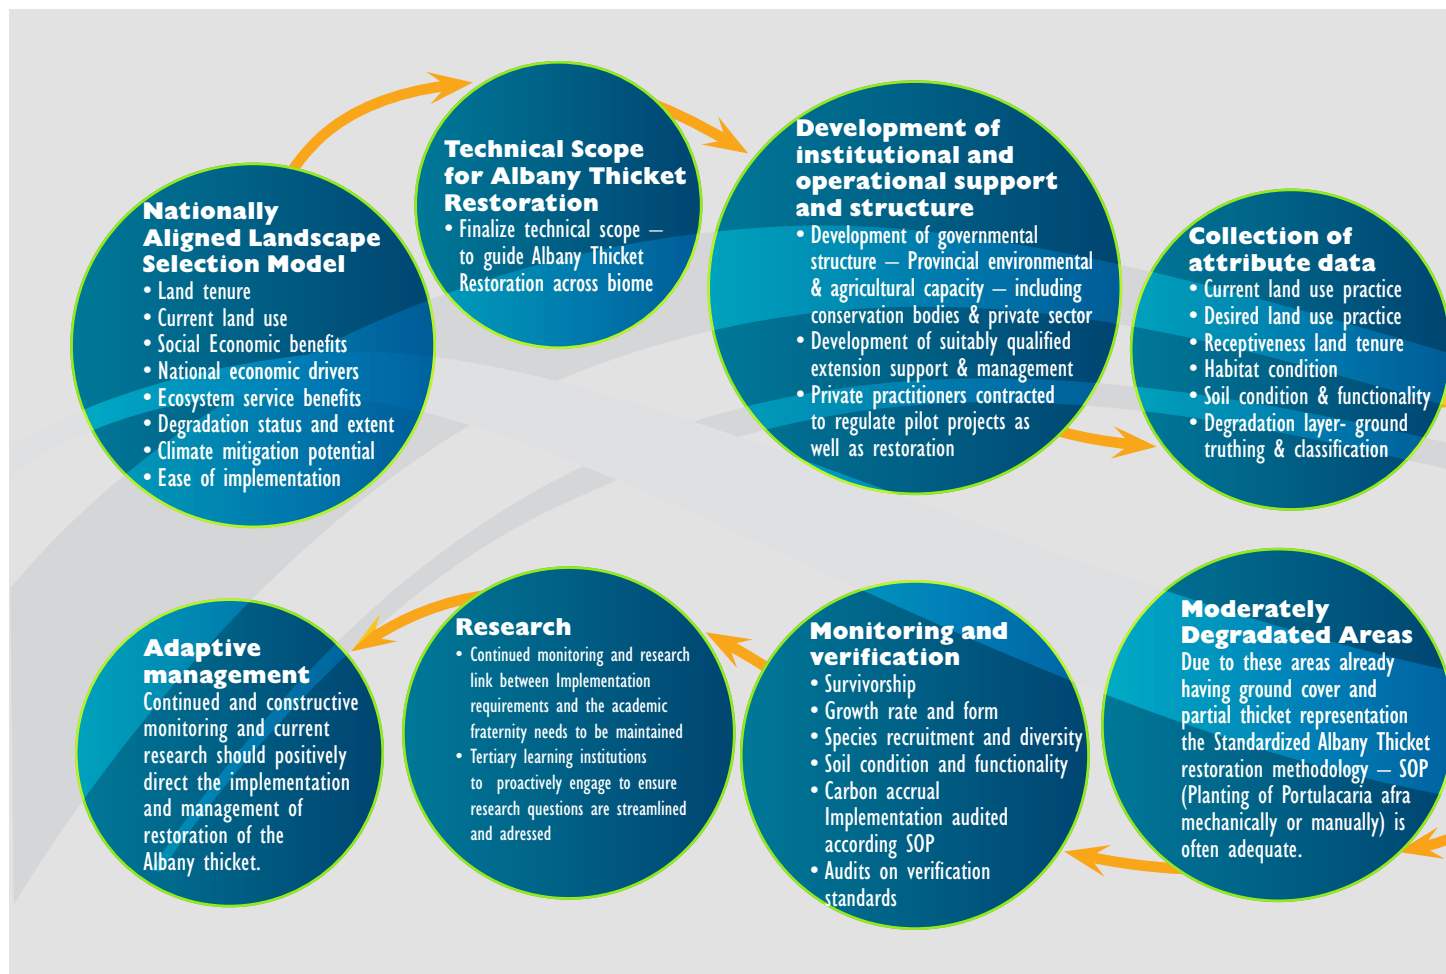 Nationally
Aligned Landscape
Selection Model
• Land tenure
• Current land use
• Social Economic benefits
• National economic drivers
• Ecosystem service benefits
• Degradation status and extent
• Climate mitigation potential
• Ease of implementation
Technical Scope
for Albany Thicket
Restoration
• Finalize technical scope –
to guide Albany Thicket
Restoration across biome
Development of
institutional and
operational support
and structure
• Development of governmental
structure – Provincial environmental
& agricultural capacity – including
conservation bodies & private sector
• Development of suitably qualified
extension support & management
• Private practitioners contracted
to regulate pilot projects as
well as restoration
Collection of
attribute data
• Current land use practice
• Desired land use practice
• Receptiveness land tenure
• Habitat condition
• Soil condition & functionality
• Degradation layer- ground
truthing & classification
Moderately
Degradated Areas
Due to these areas already
having ground cover and
partial thicket representation
the Standardized Albany Thicket
restoration methodology – SOP
(Planting of Portulacaria afra
mechanically or manually) is
often adequate.
Monitoring and
verification
• Survivorship
• Growth rate and form
• Species recruitment and diversity
• Soil condition and functionality
• Carbon accrual
Implementation audited
according SOP
• Audits on verification
standards
Research
• Continued monitoring and research
link between Implementation
requirements and the academic
fraternity needs to be maintained
• Tertiary learning institutions
to proactively engage to ensure
research questions are streamlined
and adressed
Adaptive
management
Continued and constructive
monitoring and current
research should positively
direct the implementation
and management of
restoration of the
Albany thicket.